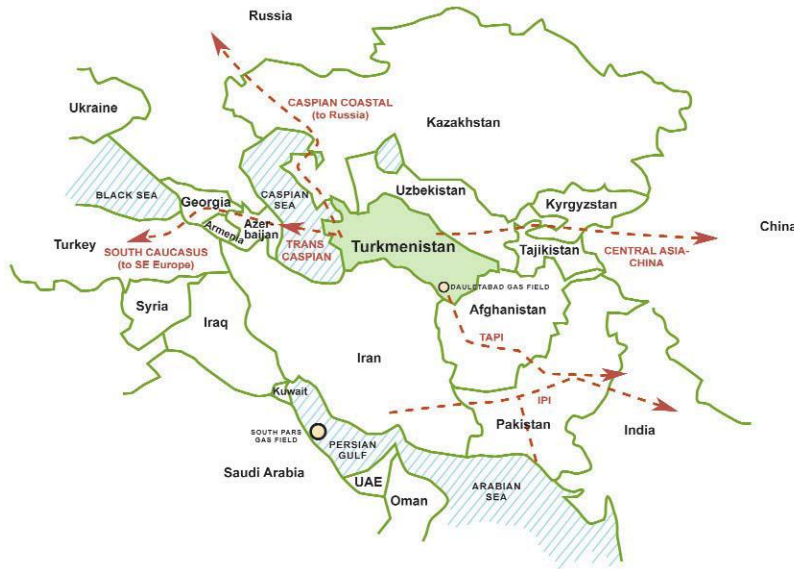 Russia
Ukraine
CASPIAN COASTAL
(to Russia)
Kazakhstan
BLACK SEA
Georgia
CASPIAN
SEA
Uzbekistan
Kyrgyzstan
Armenia
Azer-
baijan
China
Turkey
SOUTH CAUCASUS
(to SE Europe)
TRANS
CASPIAN
Turkmenistan
Tajikistan
CENTRAL ASIA-
CHINA
DAULETABAD GAS FIELD
Syria
Iraq
Afghanistan
Iran
TAPI
Kuwait
IPI
Pakistan
India
SOUTH PARS
GAS FIELD
PERSIAN
GULF
Saudi Arabia
UAE
Oman
ARABIAN
SEA